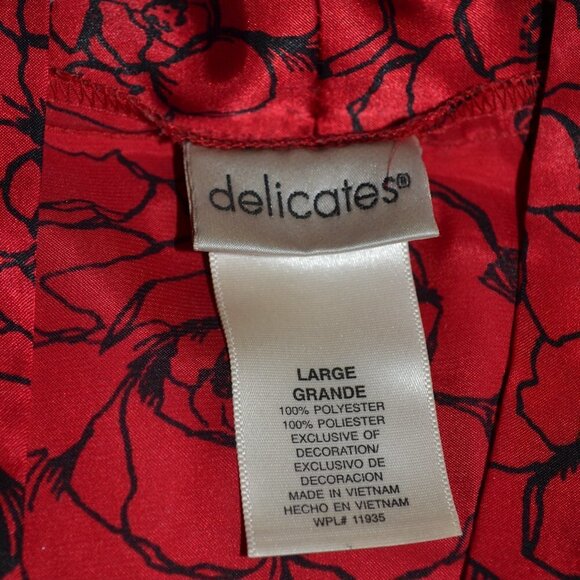 delicates®
LARGE
GRANDE
100% POLYESTER
100% POLIESTER
EXCLUSIVE OF
DECORATION/
EXCLUSIVO DE
DECORACION
MADE IN VIETNAM
HECHO EN VIETNAM
WPL# 11935